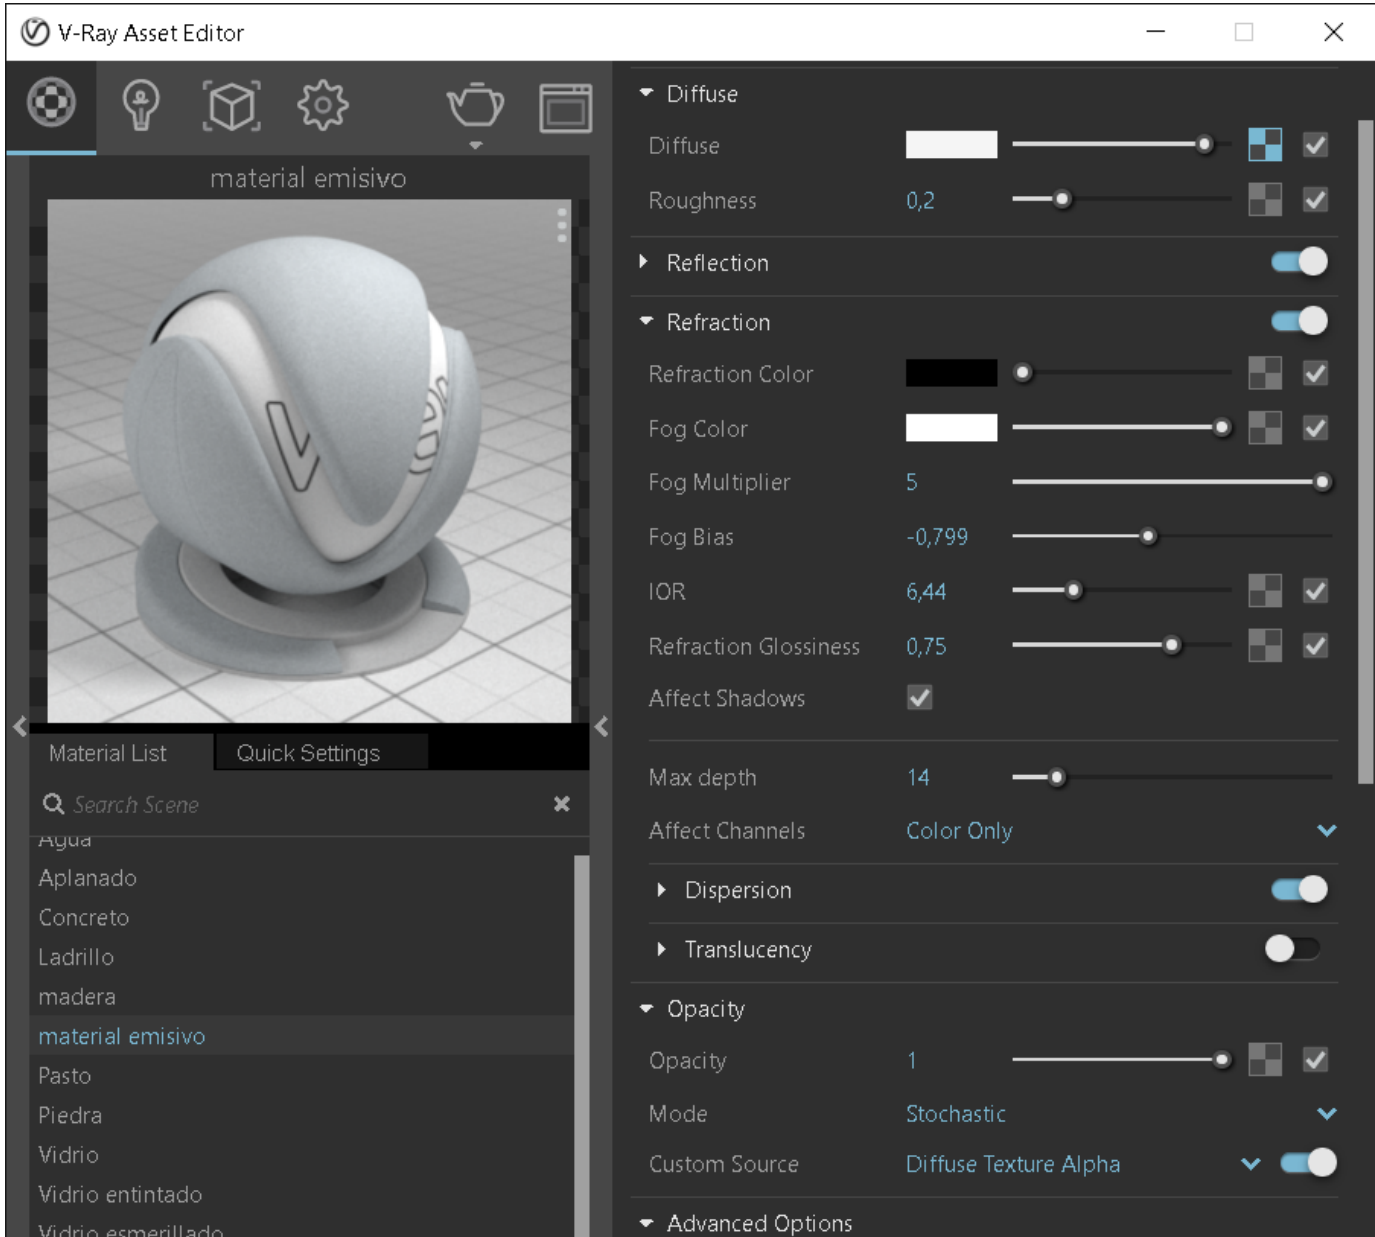 V-Ray Asset Editor
material emisivo
Material List
Quick Settings
Search Scene
Agua
Aplanado
Concreto
Ladrillo
madera
material emisivo
Pasto
Piedra
Vidrio
Vidrio entintado
Vidrio esmerillado
Diffuse
Diffuse
Roughness 0,2
Reflection
Refraction
Refraction Color
Fog Color
Fog Multiplier 5
Fog Bias -0,799
IOR 6,44
Refraction Glossiness 0,75
Affect Shadows
Max depth 14
Affect Channels Color Only
Dispersion
Translucency
Opacity
Opacity 1
Mode Stochastic
Custom Source Diffuse Texture Alpha
Advanced Options